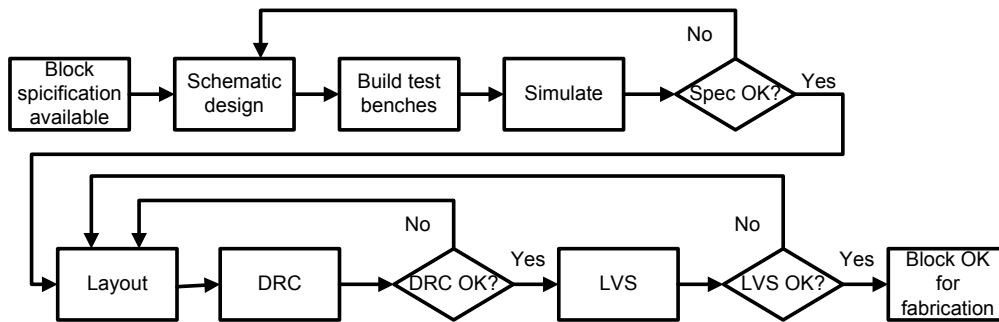 No
Block
spicification
available
Schematic
design
Build test
benches
Simulate
Spec OK?
Yes
No
No
Layout
DRC
DRC OK?
Yes
LVS
LVS OK?
Yes
Block OK
for
fabrication